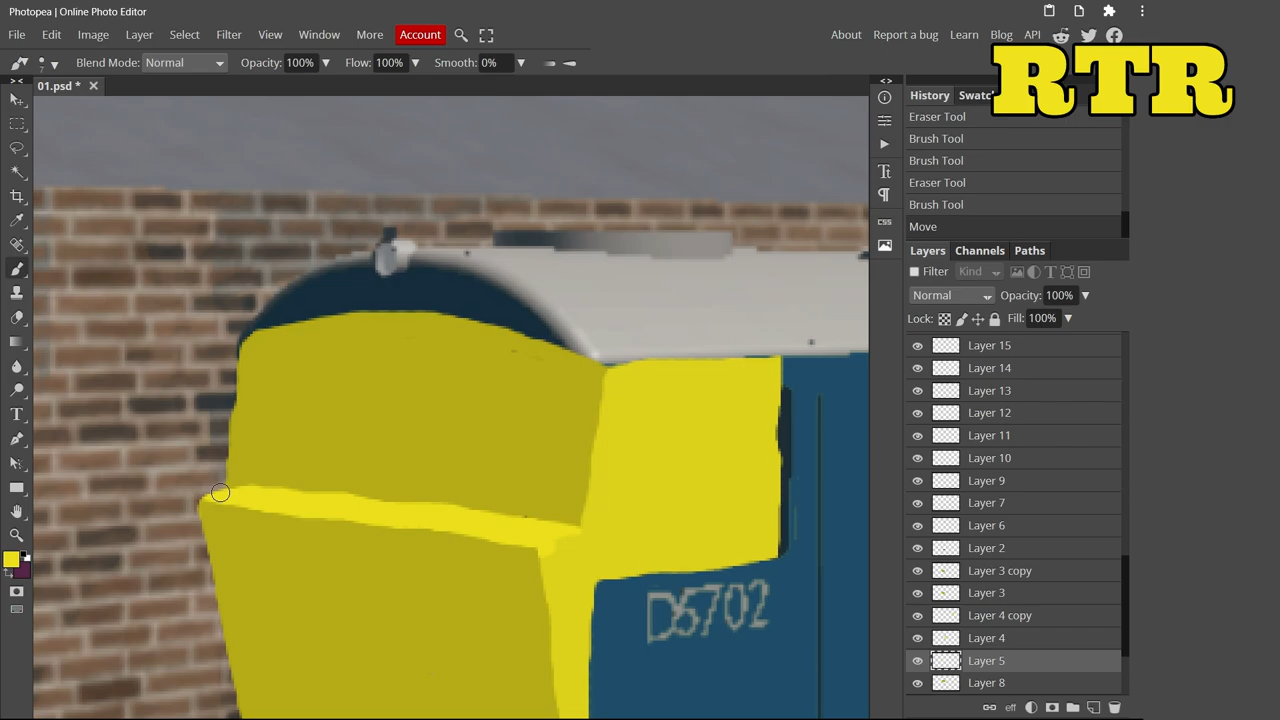 Photopea | Online Photo Editor
File Edit Image Layer Select Filter View Window More Account
About Report a bug Learn Blog API
RTR
7 Blend Mode: Normal Opacity: 100% Flow: 100% Smooth: 0%
01.psd *
History Swatc
Eraser Tool
Brush Tool
Brush Tool
Eraser Tool
Brush Tool
Move
Layers Channels Paths
Filter Kind
Normal Opacity: 100%
Lock: Fill: 100%
Layer 15
Layer 14
Layer 13
Layer 12
Layer 11
Layer 10
Layer 9
Layer 7
Layer 6
Layer 2
Layer 3 copy
Layer 3
Layer 4 copy
Layer 4
Layer 5
Layer 8
eff
CSS
D5702